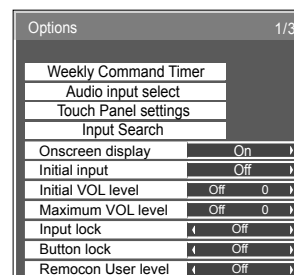 Options 1/3
Weekly Command Timer
Audio input select
Touch Panel settings
Input Search
Onscreen display On
Initial input Off
Initial VOL level Off 0
Maximum VOL level Off 0
Input lock Off
Button lock Off
Remocon User level Off